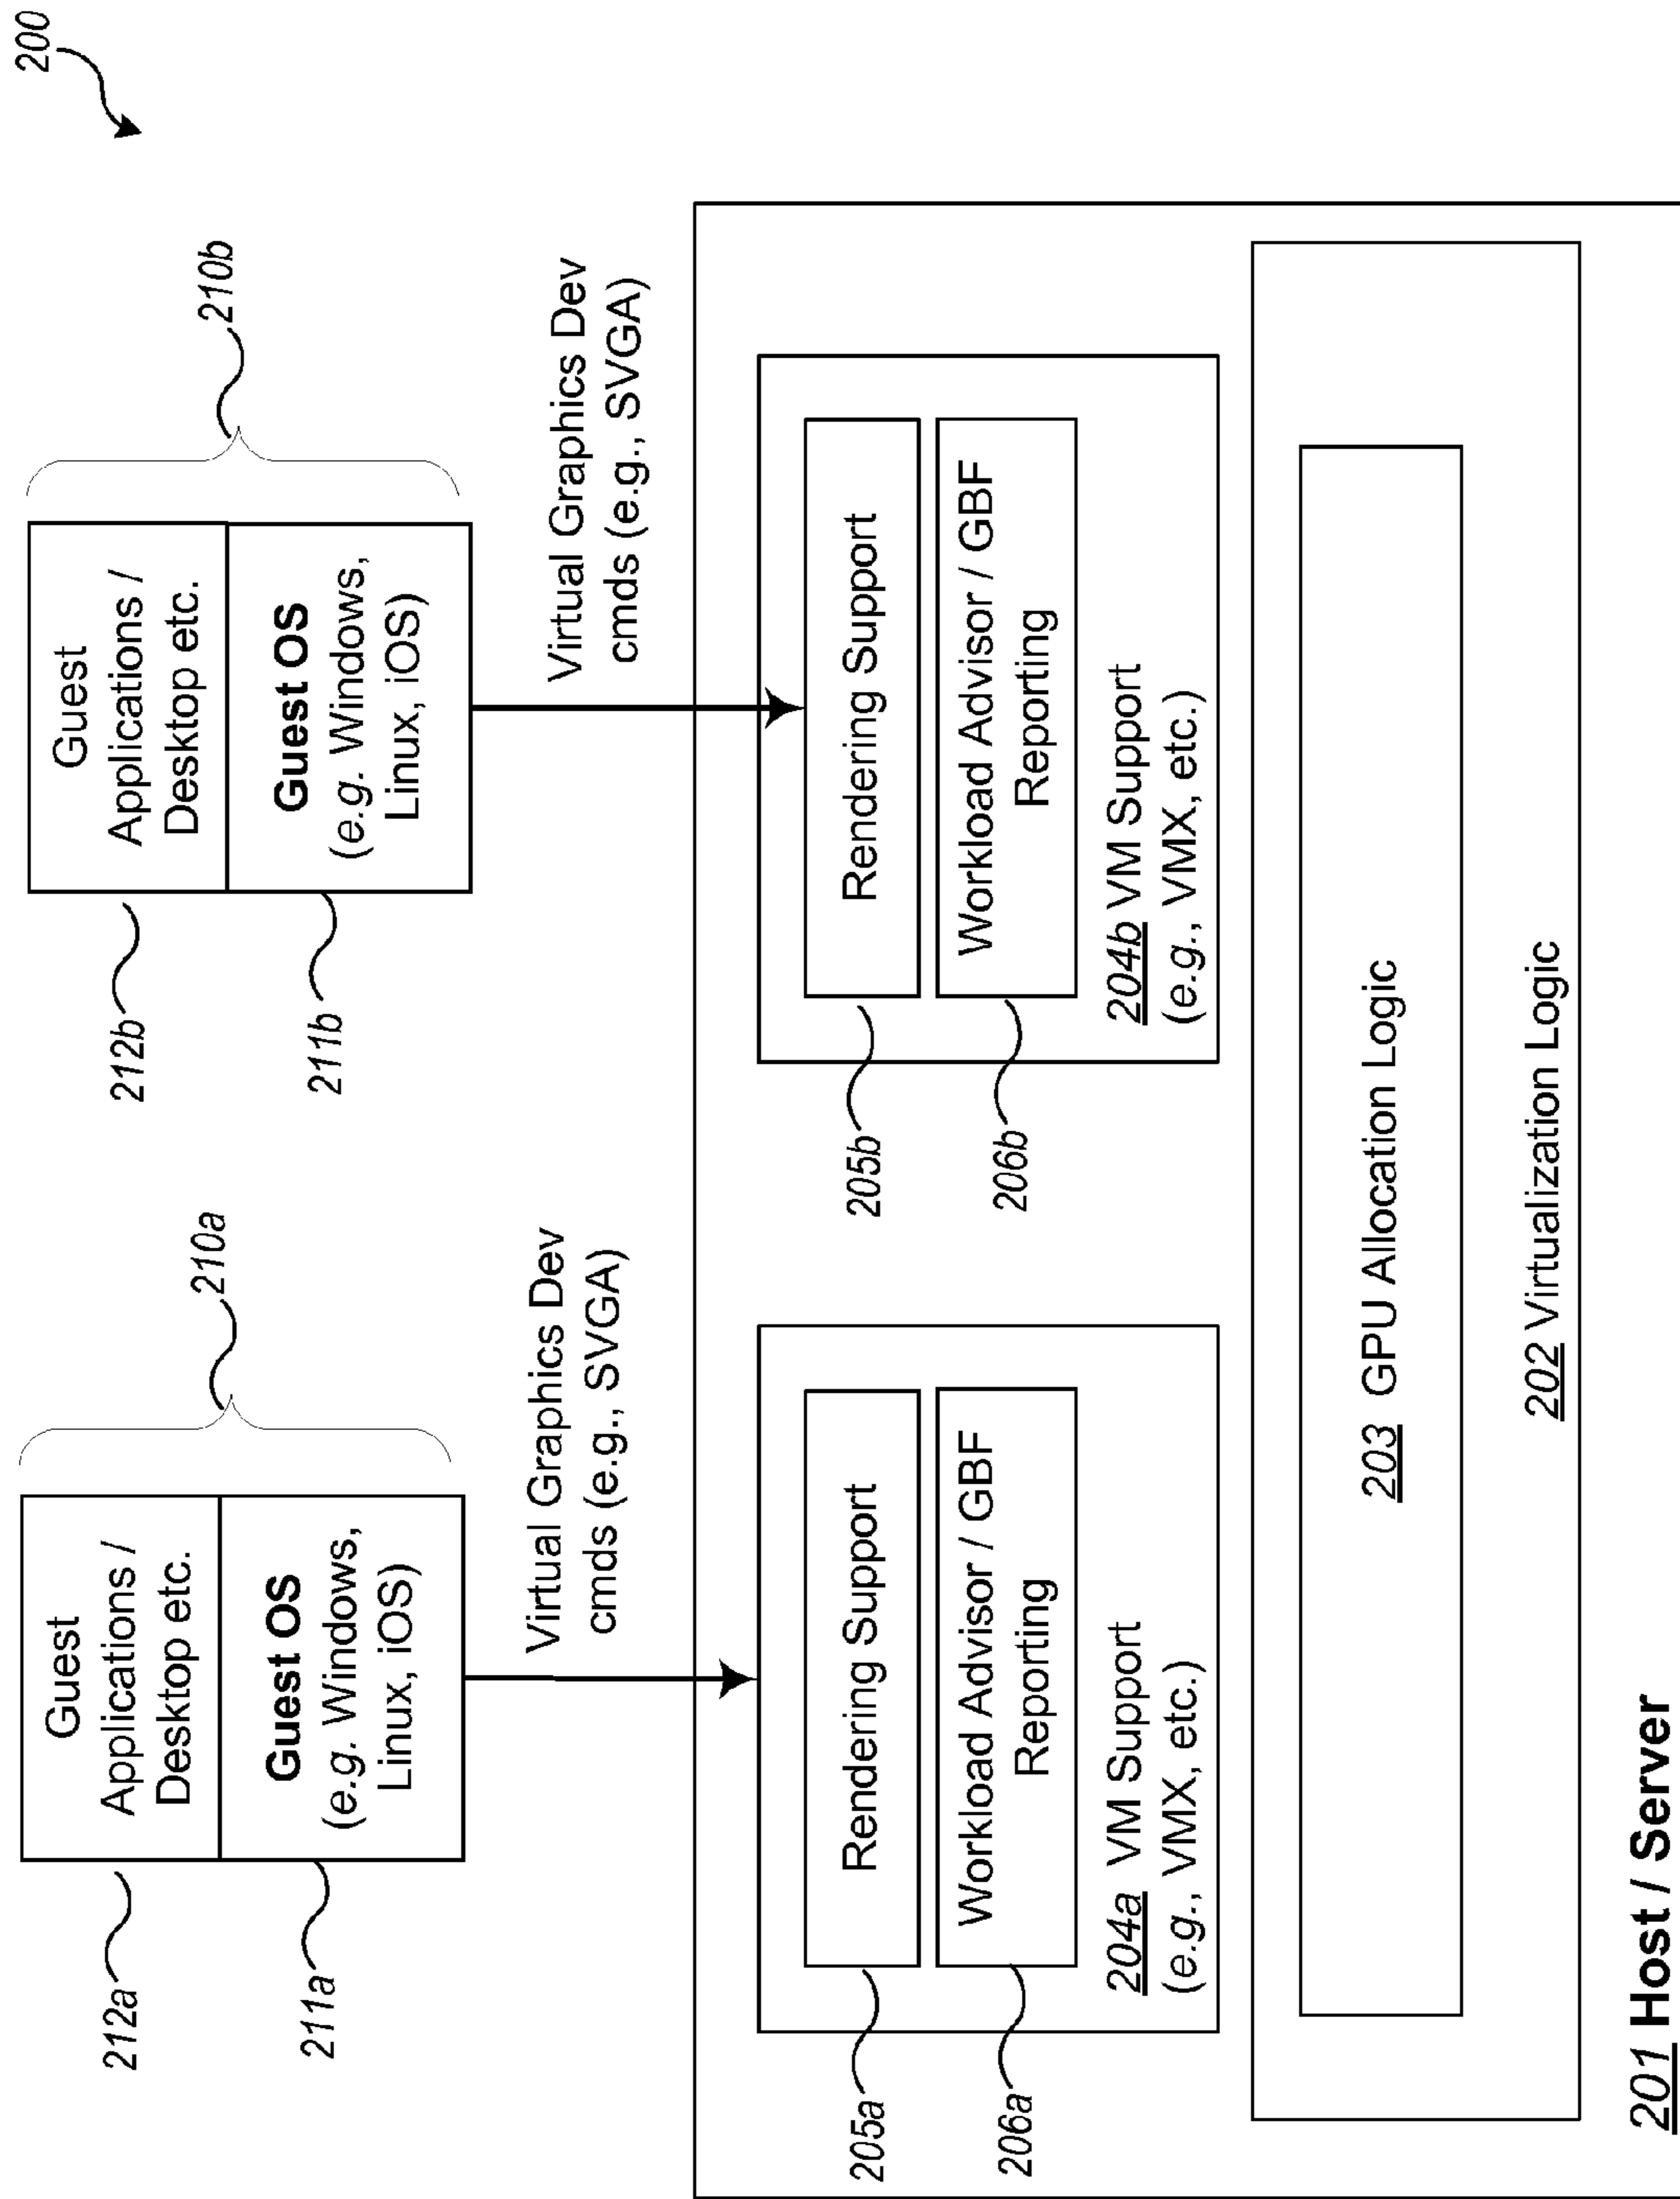 200
210a
210b
Guest
Applications /
Desktop etc.
Guest OS
(e.g. Windows,
Linux, iOS)
212a
211a
Guest
Applications /
Desktop etc.
Guest OS
(e.g. Windows,
Linux, iOS)
212b
211b
Virtual Graphics Dev
cmds (e.g., SVGA)
Virtual Graphics Dev
cmds (e.g., SVGA)
Rendering Support
Workload Advisor / GBF
Reporting
204a VM Support
(e.g., VMX, etc.)
205a
206a
Rendering Support
Workload Advisor / GBF
Reporting
204b VM Support
(e.g., VMX, etc.)
205b
206b
203 GPU Allocation Logic
202 Virtualization Logic
201 Host / Server